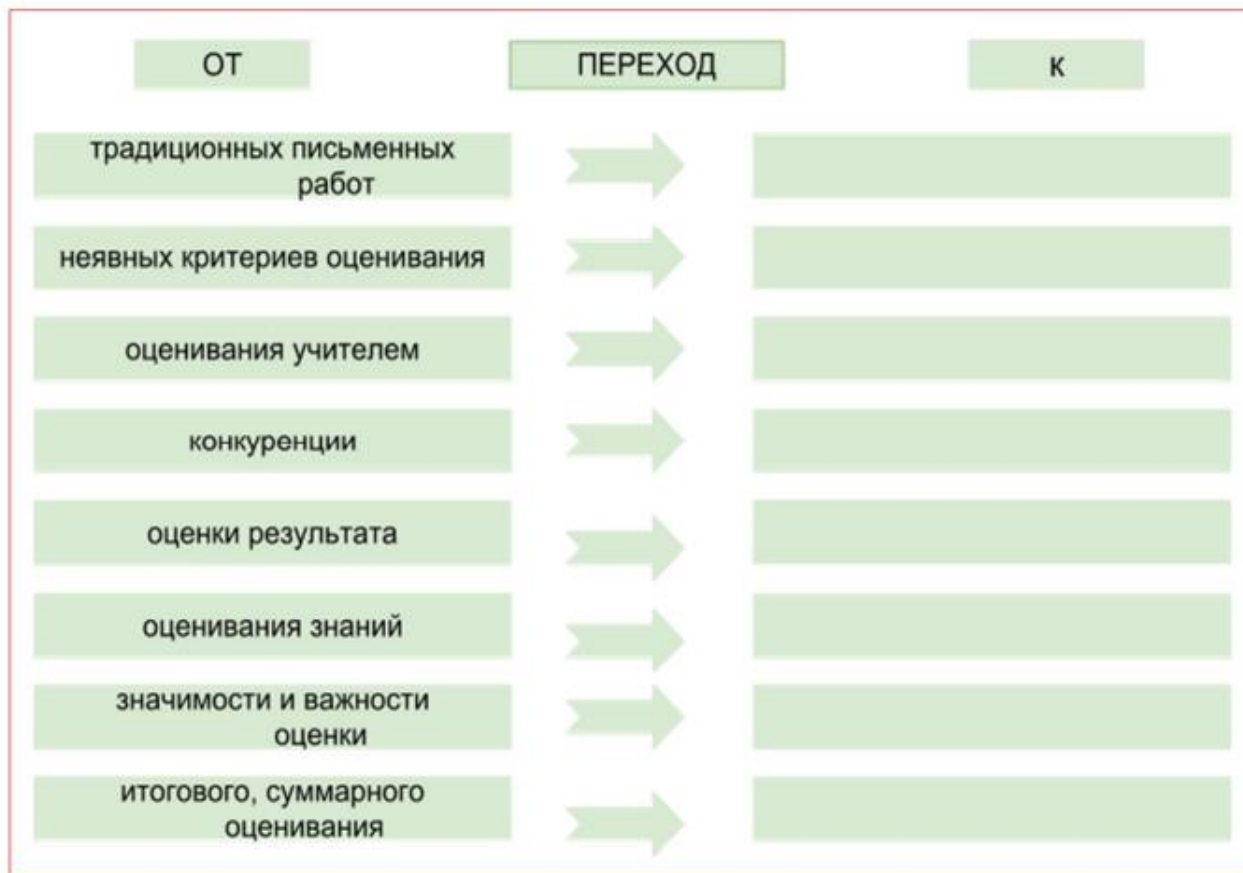 ОТ
ПЕРЕХОД
К
традиционных письменных
работ
неявных критериев оценивания
оценивания учителем
конкуренции
оценки результата
оценивания знаний
значимости и важности
оценки
итогового, суммарного
оценивания